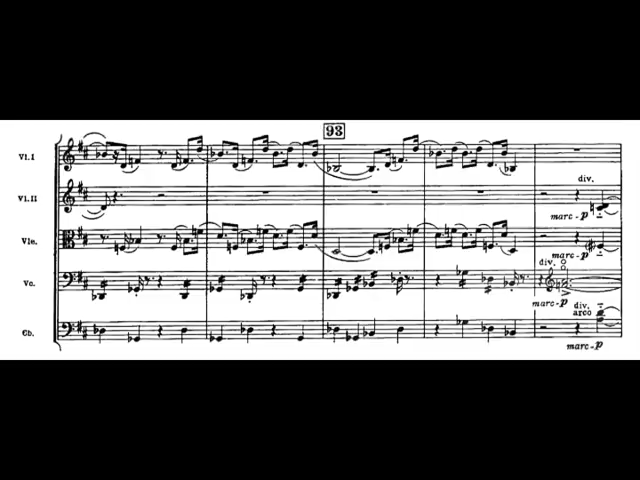 93
Vl. I
Vl. II
div.
marc-p
Vle.
marc-p
div.
Vc.
marc-p
div.
arco
Cb.
marc-p